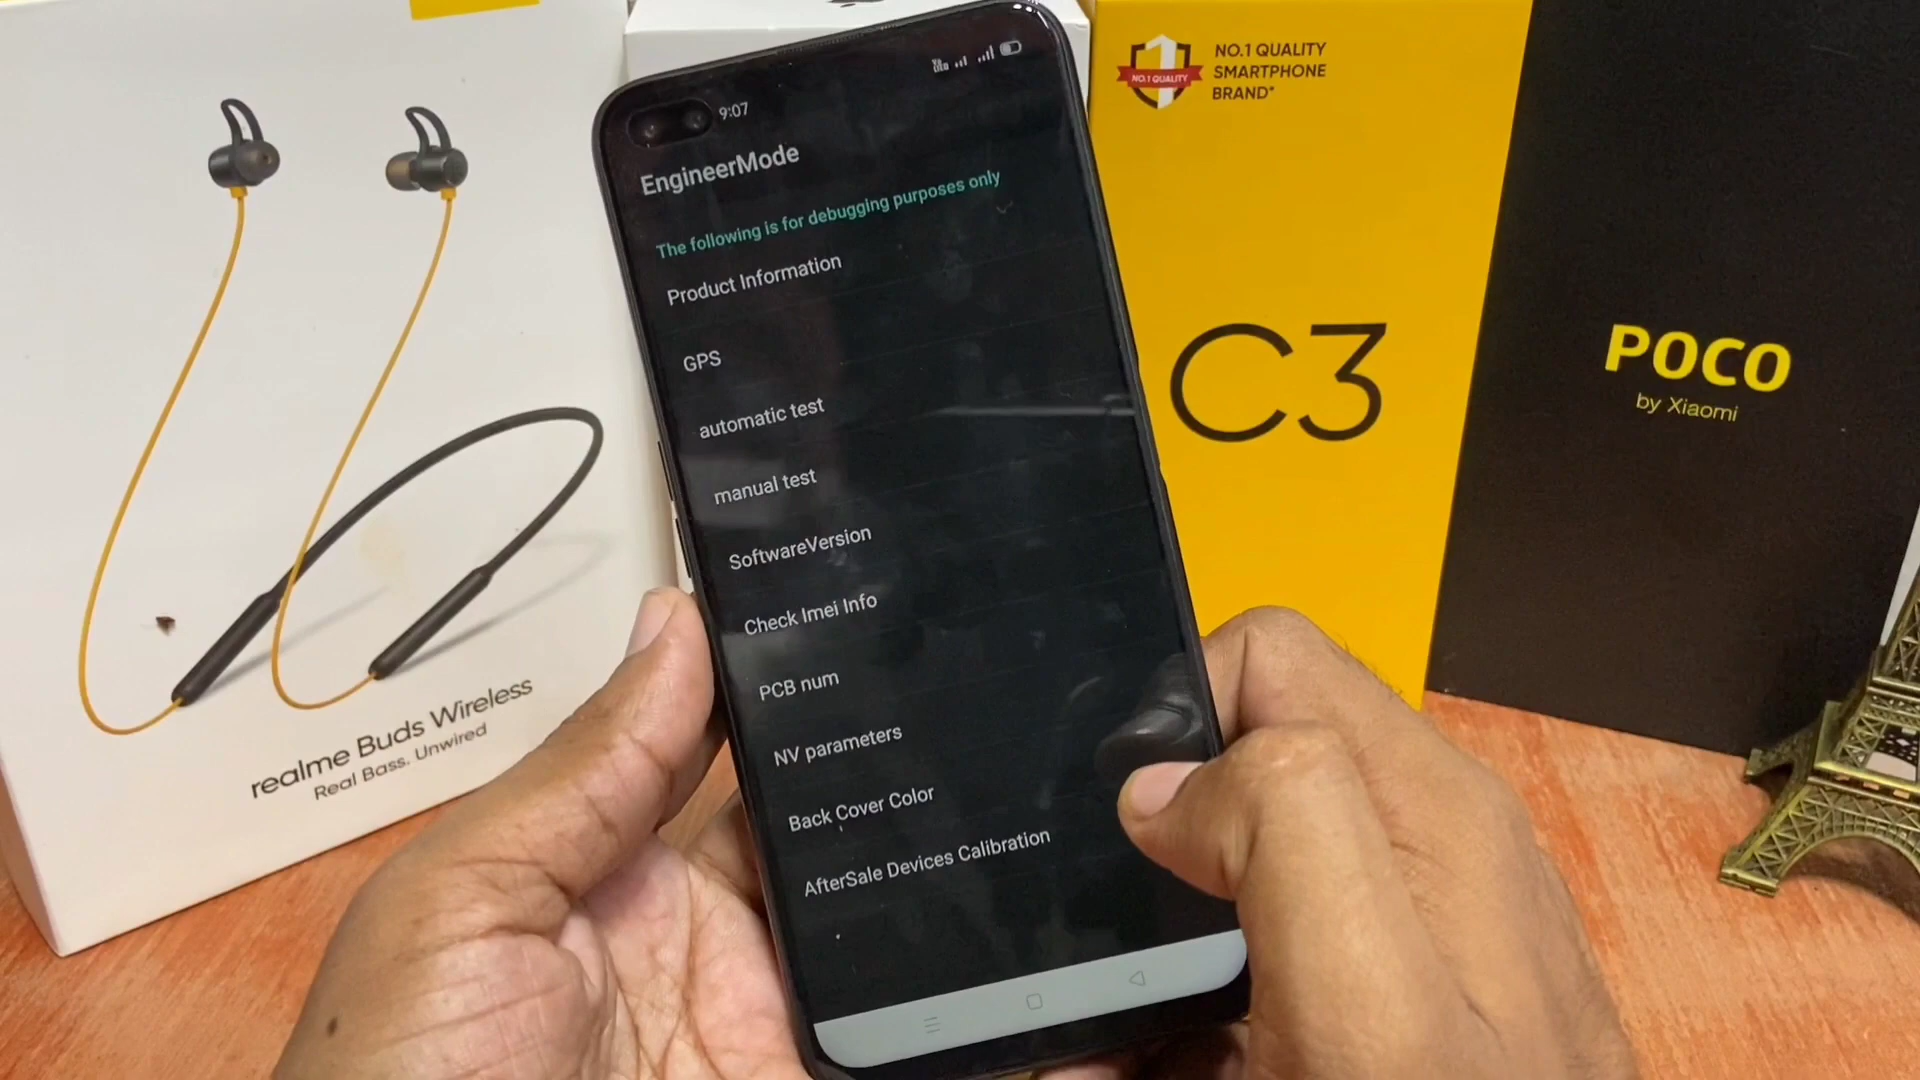 9:07
EngineerMode
The following is for debugging purposes only
Product Information
GPS
automatic test
manual test
SoftwareVersion
Check Imei Info
PCB num
NV parameters
Back Cover Color
AfterSale Devices Calibration
realme Buds Wireless
Real Bass. Unwired
NO.1 QUALITY
NO.1 QUALITY
SMARTPHONE
BRAND*
C3
POCO
by Xiaomi